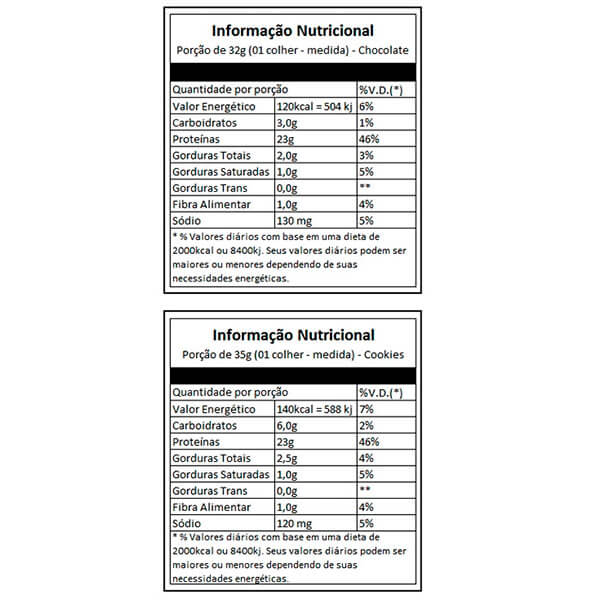 Informação Nutricional
Porção de 32g (01 colher - medida) - Chocolate
Quantidade por porção %V.D.(*)
Valor Energético 120kcal = 504 kj 6%
Carboidratos 3,0g 1%
Proteínas 23g 46%
Gorduras Totais 2,0g 3%
Gorduras Saturadas 1,0g 5%
Gorduras Trans 0,0g **
Fibra Alimentar 1,0g 4%
Sódio 130 mg 5%
* % Valores diários com base em uma dieta de
2000kcal ou 8400kj. Seus valores diários podem ser
maiores ou menores dependendo de suas
necessidades energéticas.
Informação Nutricional
Porção de 35g (01 colher - medida) - Cookies
Quantidade por porção %V.D.(*)
Valor Energético 140kcal = 588 kj 7%
Carboidratos 6,0g 2%
Proteínas 23g 46%
Gorduras Totais 2,5g 4%
Gorduras Saturadas 1,0g 5%
Gorduras Trans 0,0g **
Fibra Alimentar 1,0g 4%
Sódio 120 mg 5%
* % Valores diários com base em uma dieta de
2000kcal ou 8400kj. Seus valores diários podem ser
maiores ou menores dependendo de suas
necessidades energéticas.